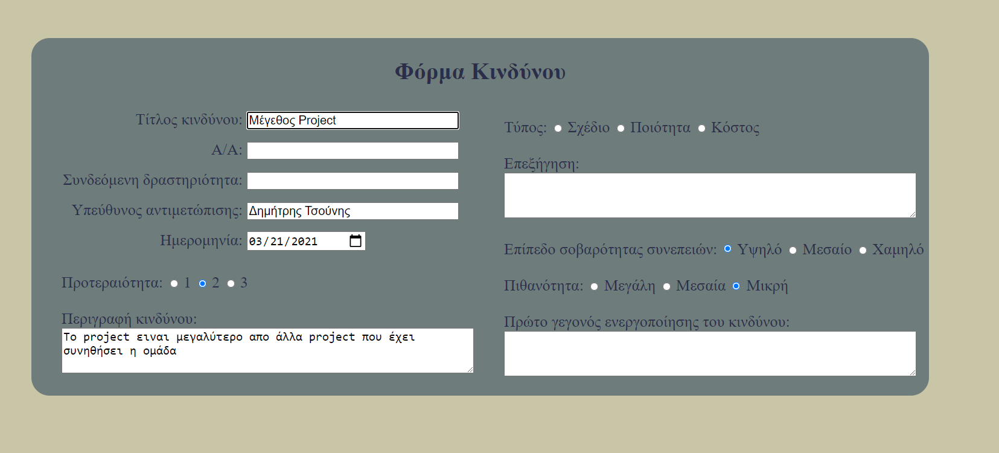 Φόρμα Κινδύνου
Τίτλος κινδύνου: Μέγεθος Project
Α/Α:
Συνδεόμενη δραστηριότητα:
Υπεύθυνος αντιμετώπισης: Δημήτρης Τσούνης
Ημερομηνία: 03/21/2021
Προτεραιότητα: 1 2 3
Περιγραφή κινδύνου:
Το project ειναι μεγαλύτερο απο άλλα project που έχει
συνηθήσει η ομάδα
Τύπος: Σχέδιο Ποιότητα Κόστος
Επεξήγηση:
Επίπεδο σοβαρότητας συνεπειών: Υψηλό Μεσαίο Χαμηλό
Πιθανότητα: Μεγάλη Μεσαία Μικρή
Πρώτο γεγονός ενεργοποίησης του κινδύνου: